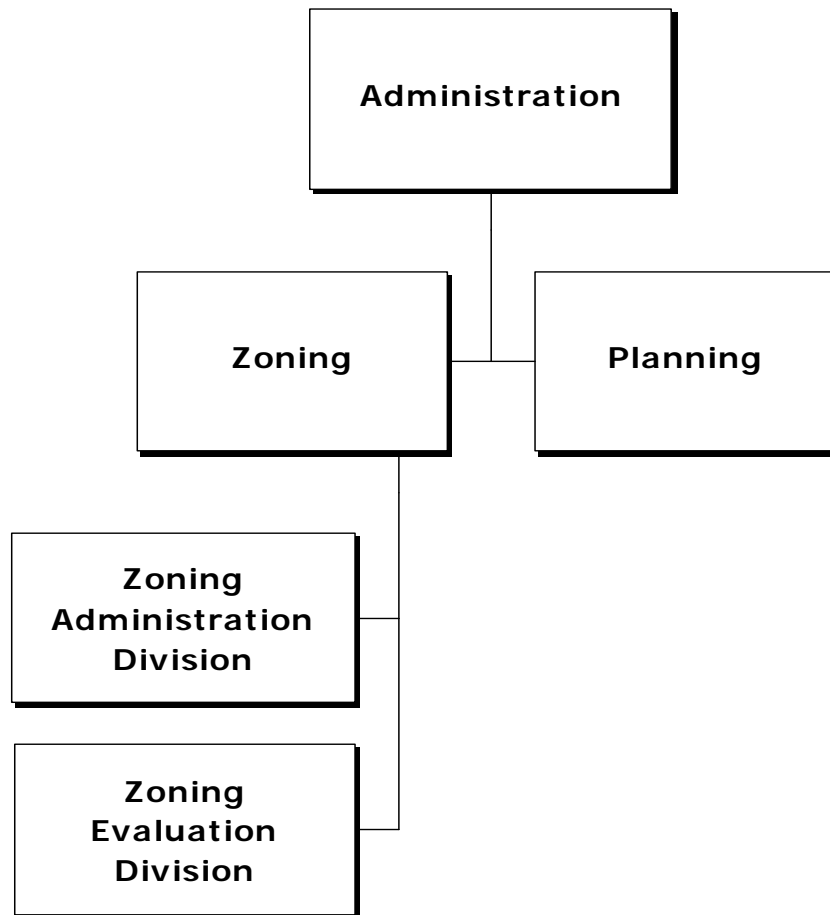 Administration
Zoning
Planning
Zoning
Administration
Division
Zoning
Evaluation
Division